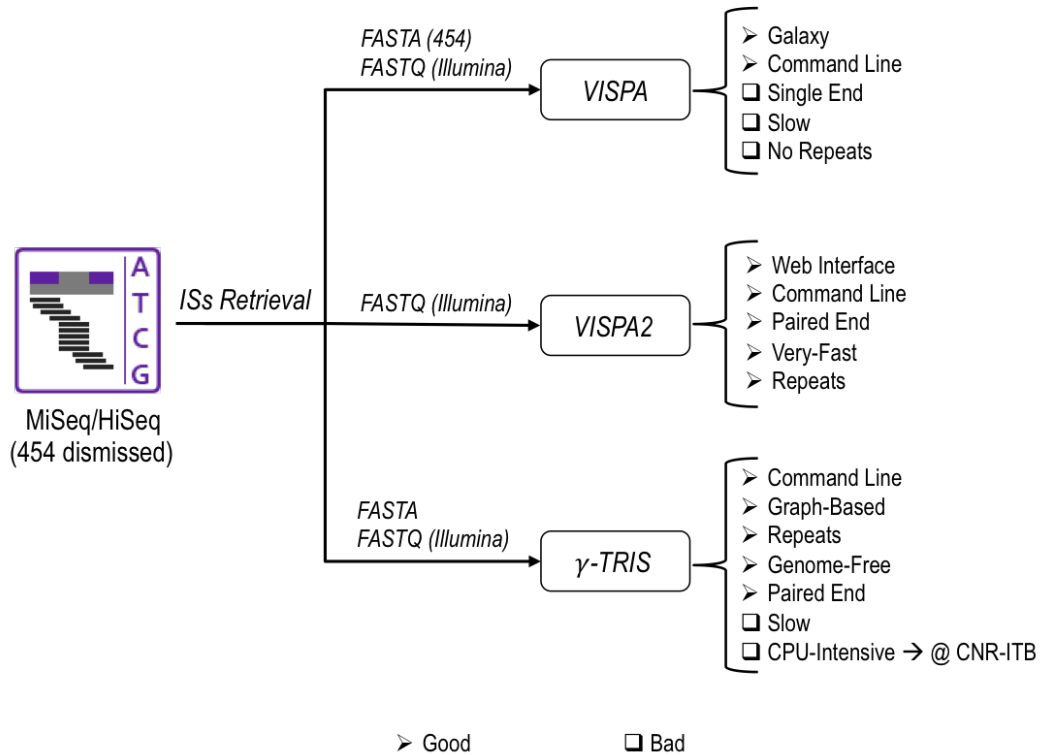 FASTA (454)
FASTQ (Illumina)
VISPA
➢ Galaxy
➢ Command Line
❑ Single End
❑ Slow
❑ No Repeats
A
T
C
G
MiSeq/HiSeq
(454 dismissed)
ISs Retrieval
FASTQ (Illumina)
VISPA2
➢ Web Interface
➢ Command Line
➢ Paired End
➢ Very-Fast
➢ Repeats
FASTA
FASTQ (Illumina)
γ-TRIS
➢ Command Line
➢ Graph-Based
➢ Repeats
➢ Genome-Free
➢ Paired End
❑ Slow
❑ CPU-Intensive → @ CNR-ITB
➢ Good
❑ Bad